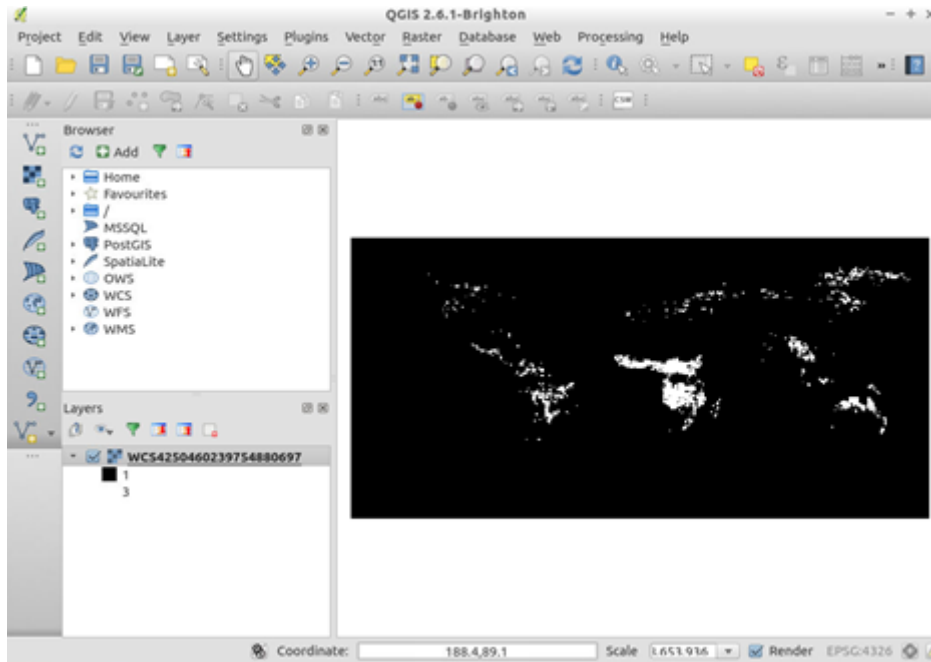 QGIS 2.6.1-Brighton
Project Edit View Layer Settings Plugins Vector Raster Database Web Processing Help
Browser
Add
Home
Favourites
/
MSSQL
PostGIS
SpatiaLite
OWS
WCS
WFS
WMS
Layers
WCS4250460239754880697
1
3
Coordinate: 188.4,89.1 Scale Render EPSG:4326